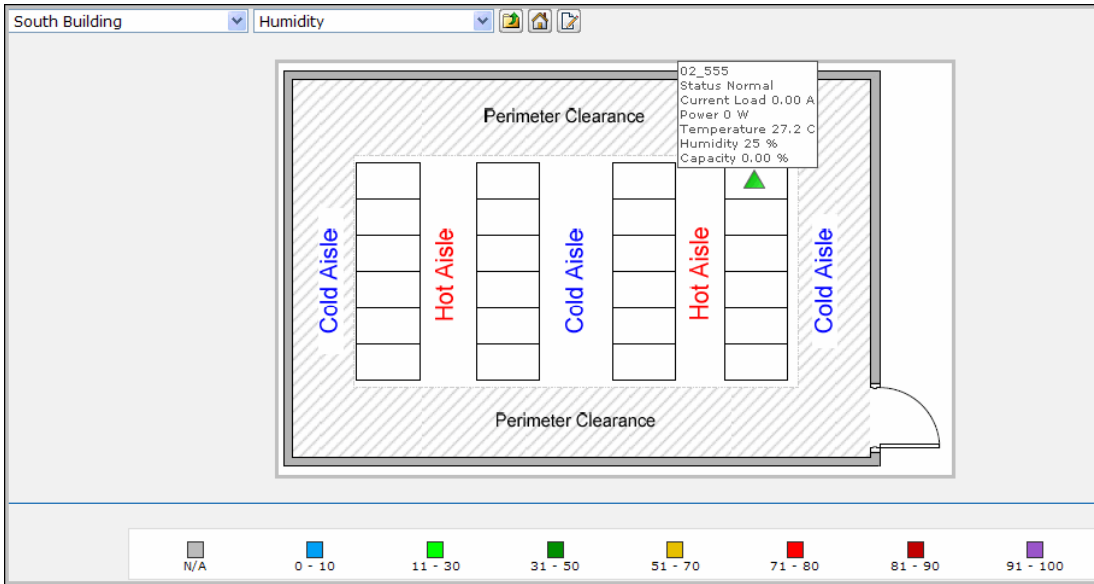 South Building
Humidity
02_555
Status Normal
Current Load 0.00 A
Power 0 W
Temperature 27.2 C
Humidity 25 %
Capacity 0.00 %
Perimeter Clearance
Cold Aisle
Hot Aisle
Cold Aisle
Hot Aisle
Cold Aisle
Perimeter Clearance
N/A
0 - 10
11 - 30
31 - 50
51 - 70
71 - 80
81 - 90
91 - 100